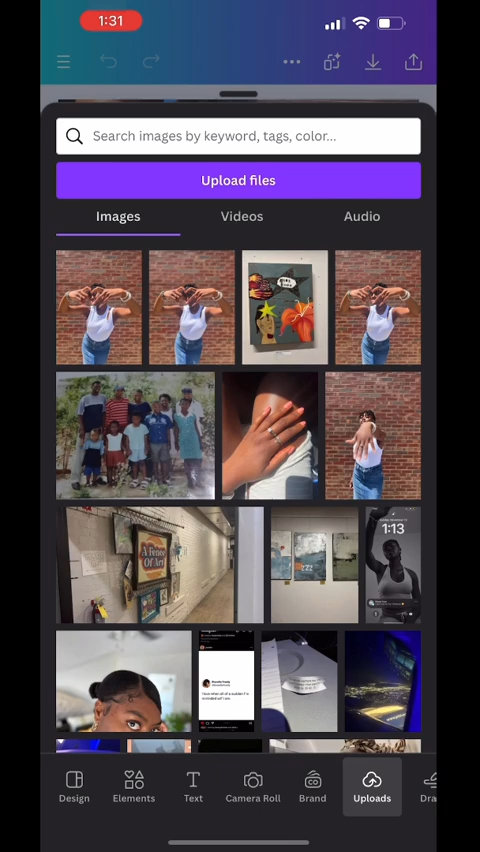 1:31
Search images by keyword, tags, color...
Upload files
Images Videos Audio
A Fence
Of Art
1:13
Design Elements Text Camera Roll Brand Uploads Dra